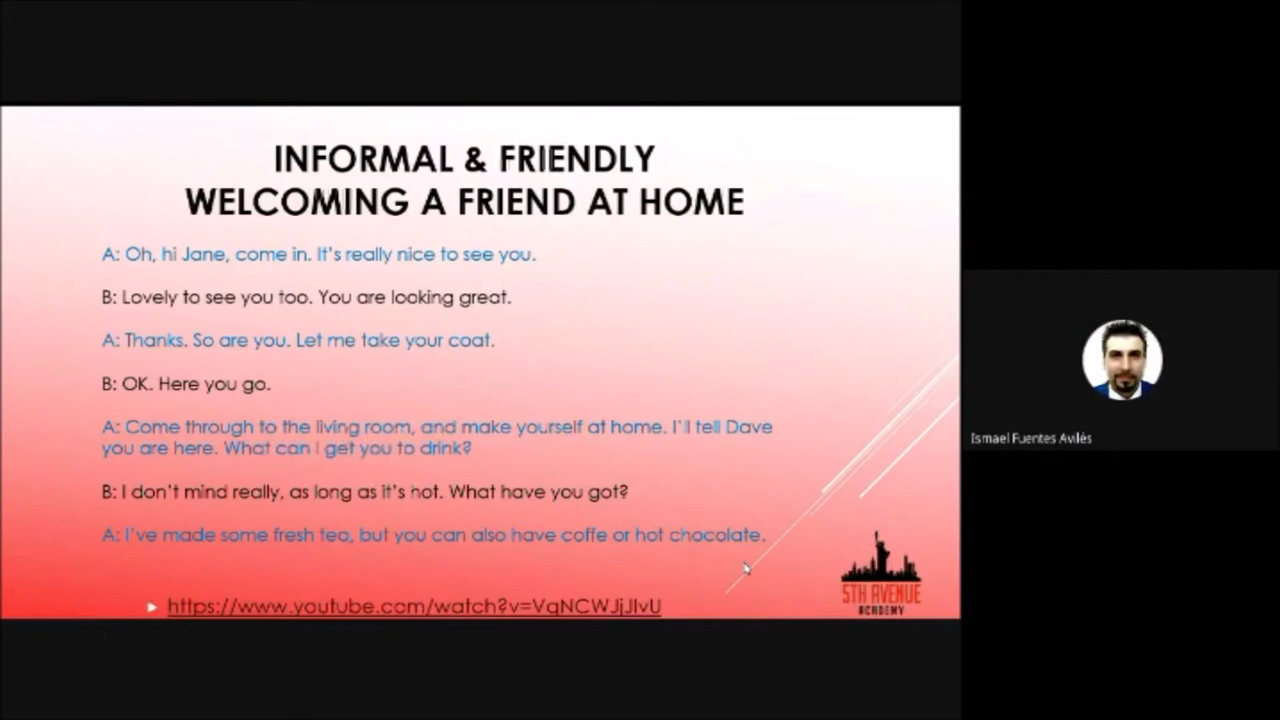 INFORMAL & FRIENDLY
WELCOMING A FRIEND AT HOME
A: Oh, hi Jane, come in. It's really nice to see you.
B: Lovely to see you too. You are looking great.
A: Thanks. So are you. Let me take your coat.
B: OK. Here you go.
A: Come through to the living room, and make yourself at home. I'll tell Dave
you are here. What can I get you to drink?
B: I don't mind really, as long as it's hot. What have you got?
A: I've made some fresh tea, but you can also have coffe or hot chocolate.
https://www.youtube.com/watch?v=VqNCWJjJIvU
5TH AVENUE
ACADEMY
Ismael Fuentes Avilés